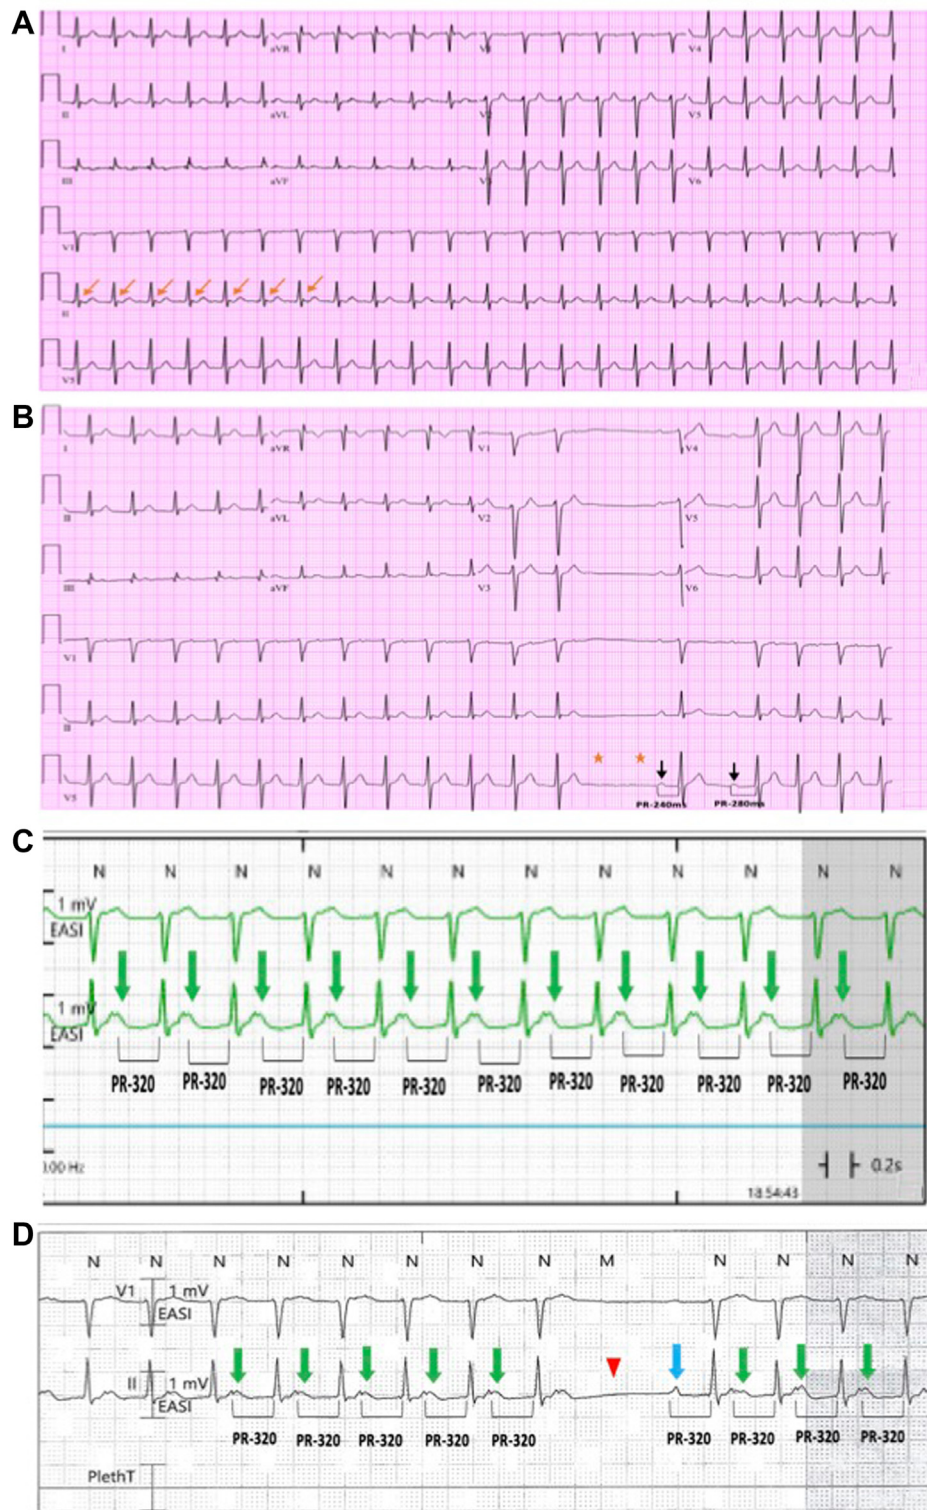 A
I aVR V1 V4
II aVL V2 V5
III aVF V3 V6
V1
II
V5
B
I aVR V1 V4
II aVL V2 V5
III aVF V3 V6
V1
II
V5
PR-240ms PR-280ms
C
N N N N N N N N N N N N
1 mV
EASI
1 mV
EASI
PR-320 PR-320 PR-320 PR-320 PR-320 PR-320 PR-320 PR-320 PR-320 PR-320 PR-320
00 Hz 0.2s
18:54:43
D
N N N N N N N N M N N N N
V1 1 mV
EASI
II 1 mV
EASI
PR-320 PR-320 PR-320 PR-320 PR-320 PR-320 PR-320 PR-320 PR-320
PlethT